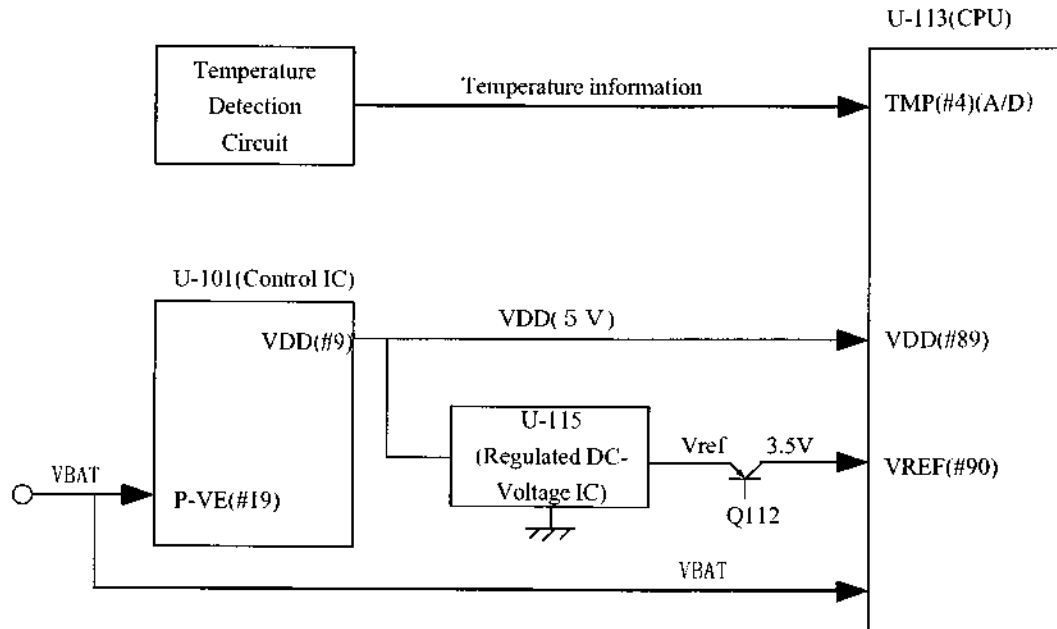 U-113(CPU)
Temperature
Detection
Circuit
Temperature information
TMP(#4)(A/D)
U-101(Control IC)
VDD(#9)
VDD( 5 V)
VDD(#89)
U-115
(Regulated DC-
Voltage IC)
Vref
3.5V
VREF(#90)
Q112
VBAT
P-VE(#19)
VBAT